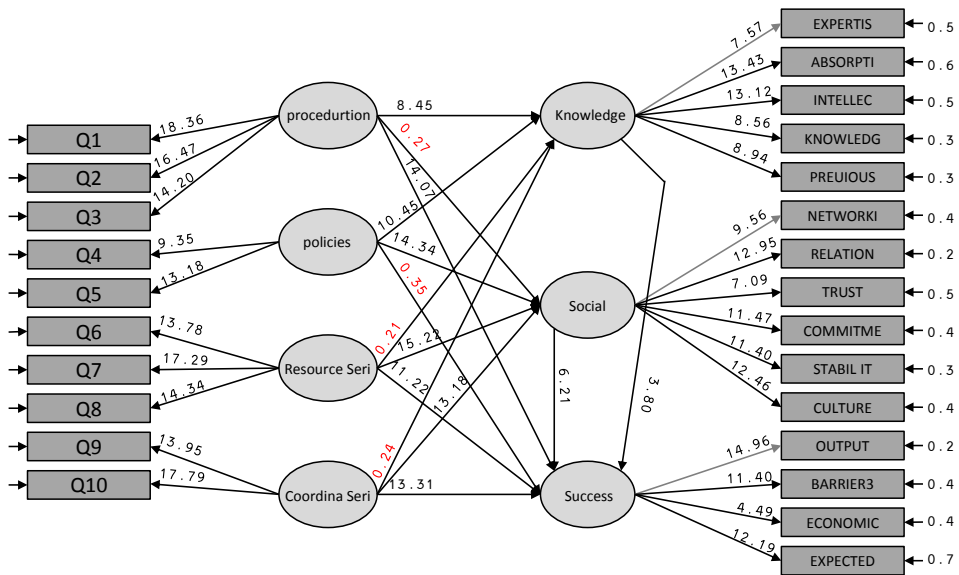 EXPERTIS
0.5
7.57
ABSORPTI
0.6
13.43
procedurtion
8.45
Knowledge
13.12
INTELLEC
0.5
18.36
Q1
0.27
8.56
KNOWLEDG
0.3
16.47
Q2
14.07
8.94
PREUIOUS
0.3
14.20
Q3
10.45
9.56
NETWORKI
0.4
9.35
Q4
policies
14.34
12.95
RELATION
0.2
13.18
Q5
0.35
7.09
TRUST
0.5
Social
13.78
Q6
0.21
15.22
11.47
COMMITME
0.4
17.29
Q7
Resource Seri
11.22
6.21
3.80
11.40
STABIL IT
0.3
14.34
Q8
13.18
12.46
CULTURE
0.4
13.95
Q9
0.24
14.96
OUTPUT
0.2
17.79
Q10
Coordina Seri
13.31
Success
11.40
BARRIER3
0.4
4.49
ECONOMIC
0.4
12.19
EXPECTED
0.7